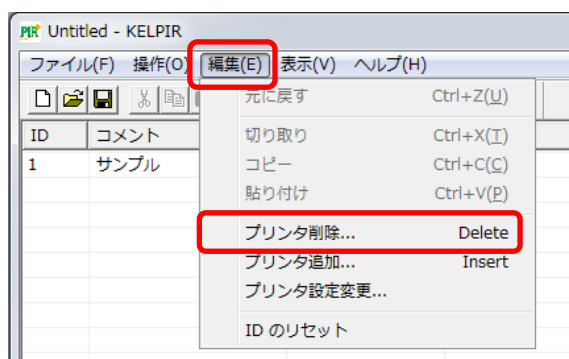 PIR Untitled - KELPIR
ファイル(F) 操作(O) 編集(E) 表示(V) ヘルプ(H)
元に戻す Ctrl+Z(U)
ID コメント
切り取り Ctrl+X(T)
1 サンプル
コピー Ctrl+C(C)
貼り付け Ctrl+V(P)
プリンタ削除... Delete
プリンタ追加... Insert
プリンタ設定変更...
ID のリセット